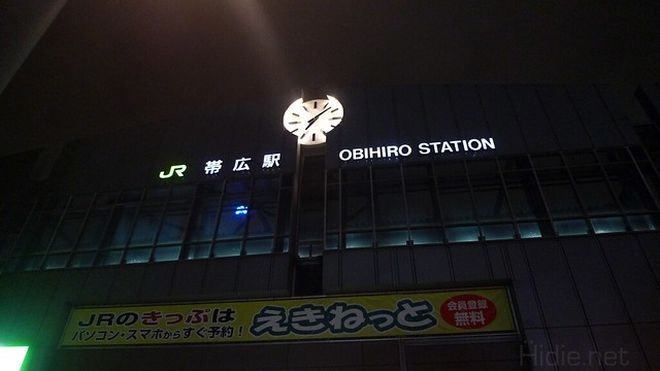 JR 帯広駅
OBIHIRO STATION
JRのきっぷは
パソコン・スマホからすぐ予約!
えきねっと
会員登録
無料
Hidie.net